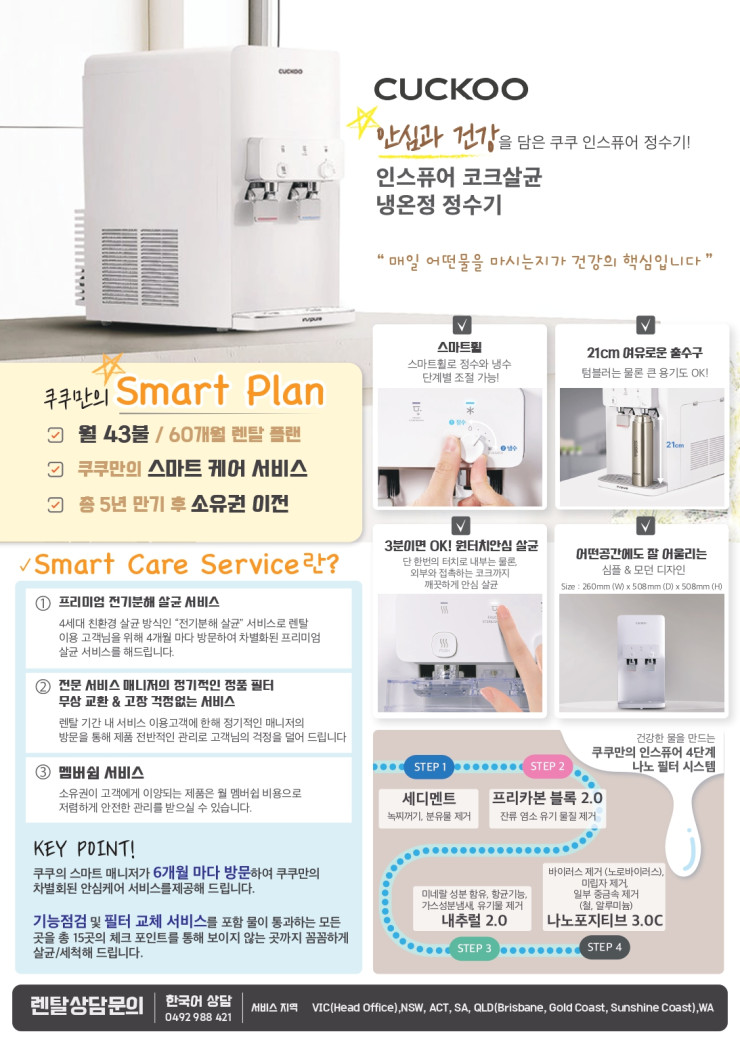 CUCKOO
CUCKOO
안심과 건강을 담은 쿠쿠 인스퓨어 정수기!
인스퓨어 코크살균
냉온정 정수기
“ 매일 어떤물을 마시는지가 건강의 핵심입니다 ”
inspure
쿠쿠만의 Smart Plan
월 43불 / 60개월 렌탈 플랜
쿠쿠만의 스마트 케어 서비스
총 5년 만기 후 소유권 이전
스마트휠
스마트휠로 정수와 냉수
단계별 조절 가능!
정수
냉수
21cm 여유로운 출수구
텀블러는 물론 큰 용기도 OK!
21cm
3분이면 OK! 원터치안심 살균
단 한번의 터치로 내부는 물론,
외부와 접촉하는 코크까지
깨끗하게 안심 살균
어떤공간에도 잘 어울리는
심플 & 모던 디자인
Size : 260mm (W) x 508mm (D) x 508mm (H)
Smart Care Service란?
① 프리미엄 전기분해 살균 서비스
4세대 친환경 살균 방식인 "전기분해 살균" 서비스로 렌탈
이용 고객님을 위해 4개월 마다 방문하여 차별화된 프리미엄
살균 서비스를 해드립니다.
② 전문 서비스 매니저의 정기적인 정품 필터
무상 교환 & 고장 걱정없는 서비스
렌탈 기간 내 서비스 이용고객에 한해 정기적인 매니저의
방문을 통해 제품 전반적인 관리로 고객님의 걱정을 덜어 드립니다
③ 멤버쉽 서비스
소유권이 고객에게 이양되는 제품은 월 멤버쉽 비용으로
저렴하게 안전한 관리를 받으실 수 있습니다.
KEY POINT!
쿠쿠의 스마트 매니저가 6개월 마다 방문하여 쿠쿠만의
차별회된 안심케어 서비스를제공해 드립니다.
기능점검 및 필터 교체 서비스를 포함 물이 통과하는 모든
곳을 총 15곳의 체크 포인트를 통해 보이지 않는 곳까지 꼼꼼하게
살균/세척해 드립니다.
건강한 물을 만드는
쿠쿠만의 인스퓨어 4단계
나노 필터 시스템
STEP 1
세디멘트
녹찌꺼기, 분유물 제거
STEP 2
프리카본 블록 2.0
잔류 염소 유기 물질 제거
미네랄 성분 함유, 항균기능,
가스성분냄새, 유기물 제거
내추럴 2.0
STEP 3
바이러스 제거 (노로바이러스),
미립자 제거,
일부 중금속 제거
(철, 알루미늄)
나노포지티브 3.0C
STEP 4
렌탈상담문의
한국어 상담
0492 988 421
서비스 지역 VIC(Head Office),NSW, ACT, SA, QLD(Brisbane, Gold Coast, Sunshine Coast),WA